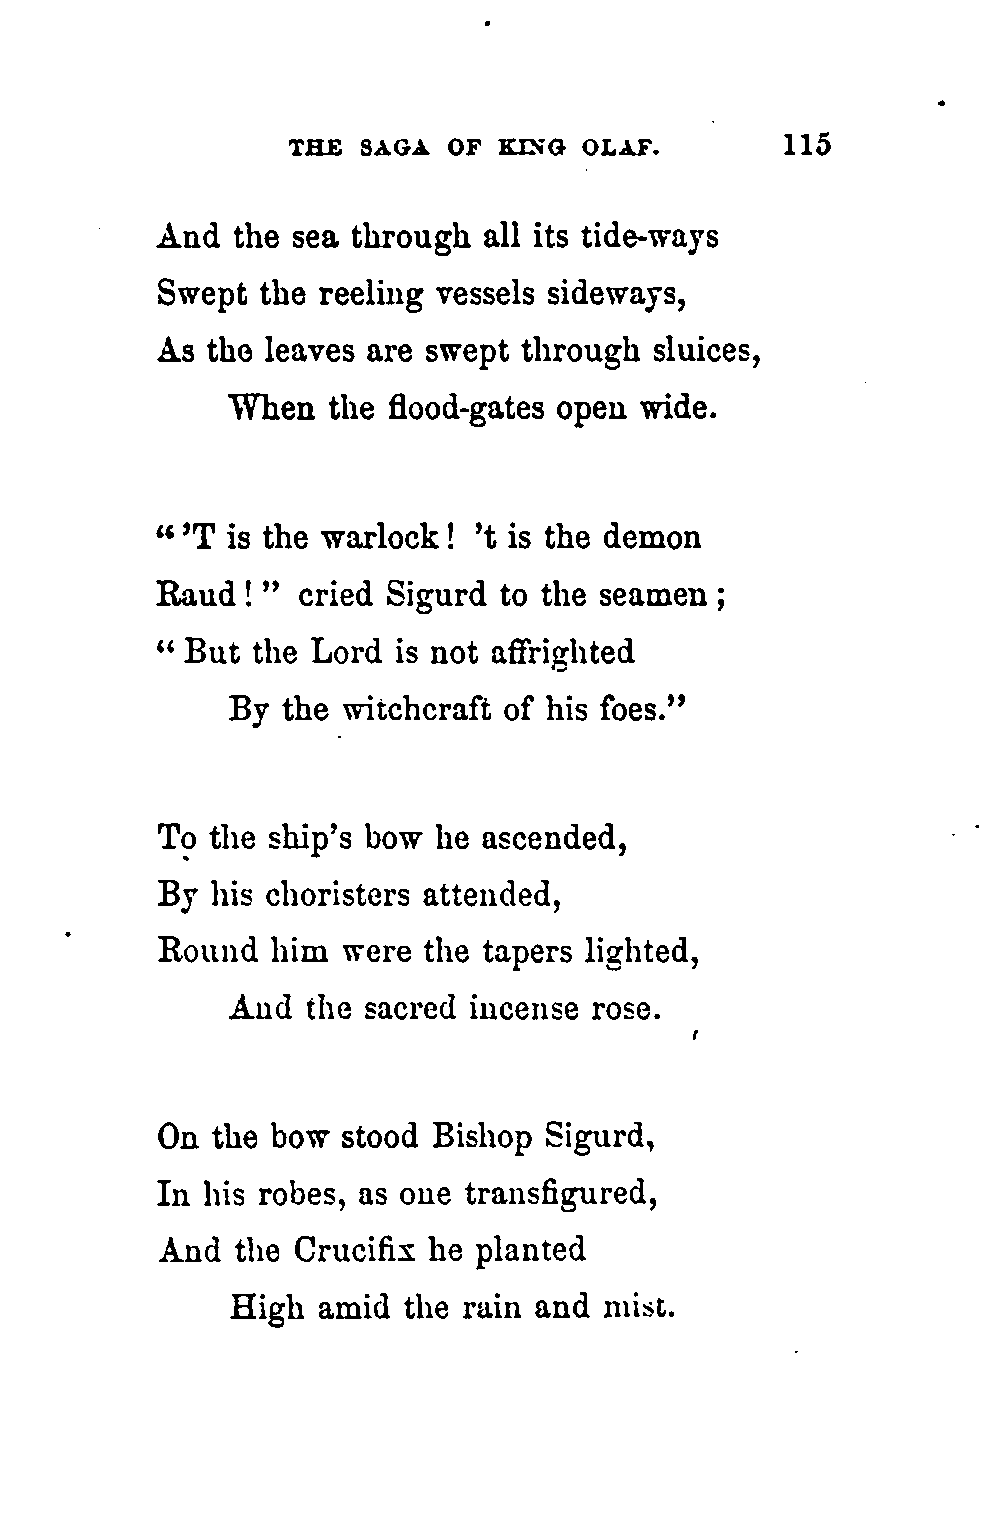 THE SAGA OF KING OLAF. 115
And the sea through all its tide-ways
Swept the reeling vessels sideways,
As the leaves are swept through sluices,
When the flood-gates open wide.
“ ’T is the warlock ! ’t is the demon
Raud ! ” cried Sigurd to the seamen ;
“ But the Lord is not affrighted
By the witchcraft of his foes.”
To the ship’s bow he ascended,
By his choristers attended,
Round him were the tapers lighted,
And the sacred incense rose.
On the bow stood Bishop Sigurd,
In his robes, as one transfigured,
And the Crucifix he planted
High amid the rain and mist.